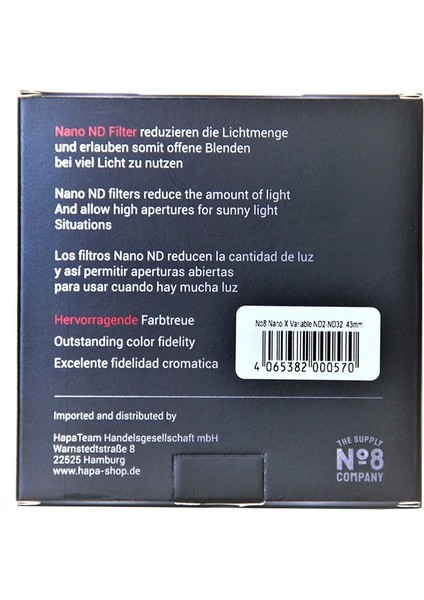 Nano ND Filter reduzieren die Lichtmenge
und erlauben somit offene Blenden
bei viel Licht zu nutzen
Nano ND filters reduce the amount of light
And allow high apertures for sunny light
Situations
Los filtros Nano ND reducen la cantidad de luz
y así permitir aperturas abiertas
para usar cuando hay mucha luz
Hervorragende Farbtreue
Outstanding color fidelity
Excelente fidelidad cromatica
No8 Nano-X Variable ND2-ND32 43mm
4 065382 000570
Imported and distributed by
HapaTeam Handelsgesellschaft mbH
Warnstedtstraße 8
22525 Hamburg
www.hapa-shop.de
THE SUPPLY
Nº8
COMPANY